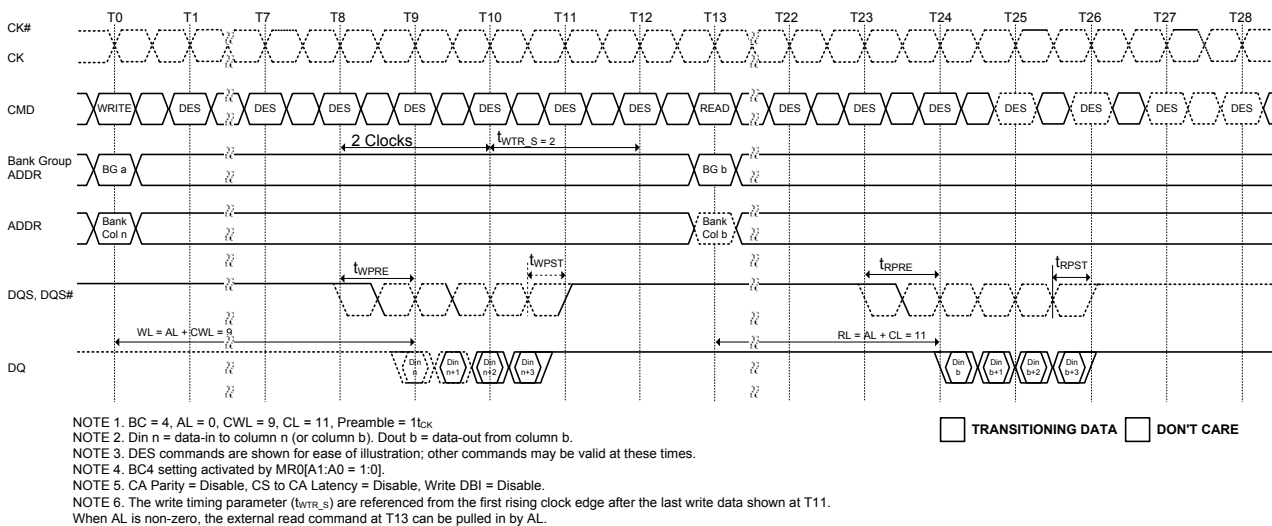 T0 T1 T7 T8 T9 T10 T11 T12 T13 T22 T23 T24 T25 T26 T27 T28
CK#
CK
CMD WRITE DES DES DES DES DES DES DES READ DES DES DES DES DES DES DES
2 Clocks tWTR_S = 2
Bank Group
ADDR
BG a BG b
ADDR
Bank
Col n
Bank
Col b
tWPRE tWPST tRPRE tRPST
DQS, DQS#
WL = AL + CWL = 9 RL = AL + CL = 11
DQ
Din
n
Din
n+1
Din
n+2
Din
n+3
Din
b
Din
b+1
Din
b+2
Din
b+3
NOTE 1. BC = 4, AL = 0, CWL = 9, CL = 11, Preamble = 1tCK
NOTE 2. Din n = data-in to column n (or column b). Dout b = data-out from column b.
NOTE 3. DES commands are shown for ease of illustration; other commands may be valid at these times.
NOTE 4. BC4 setting activated by MR0[A1:A0 = 1:0].
NOTE 5. CA Parity = Disable, CS to CA Latency = Disable, Write DBI = Disable.
NOTE 6. The write timing parameter (tWTR_S) are referenced from the first rising clock edge after the last write data shown at T11.
When AL is non-zero, the external read command at T13 can be pulled in by AL.
TRANSITIONING DATA DON'T CARE